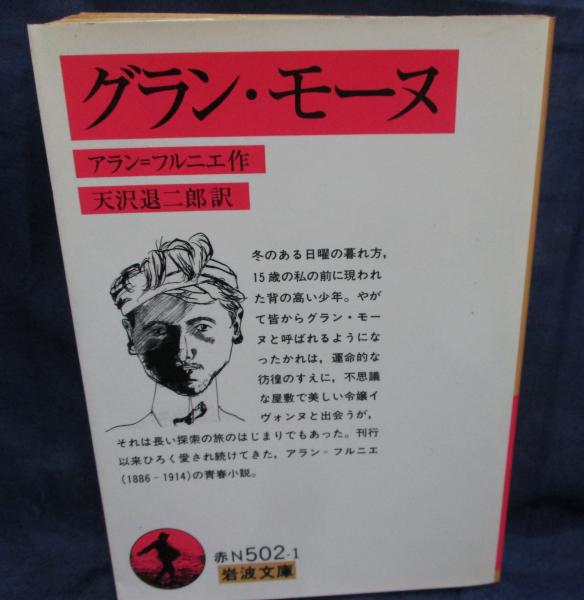 グラン・モーヌ
アラン=フルニエ作
天沢退二郎訳
冬のある日曜の暮れ方,
15歳の私の前に現われ
た背の高い少年。やが
て皆からグラン・モー
ヌと呼ばれるようにな
ったかれは,運命的な
彷徨のすえに,不思議
な屋敷で美しい令嬢イ
ヴォンヌと出会うが,
それは長い探索の旅のはじまりでもあった。刊行
以来ひろく愛され続けてきた,アラン=フルニエ
(1886-1914)の青春小説。
赤N502-1
岩波文庫